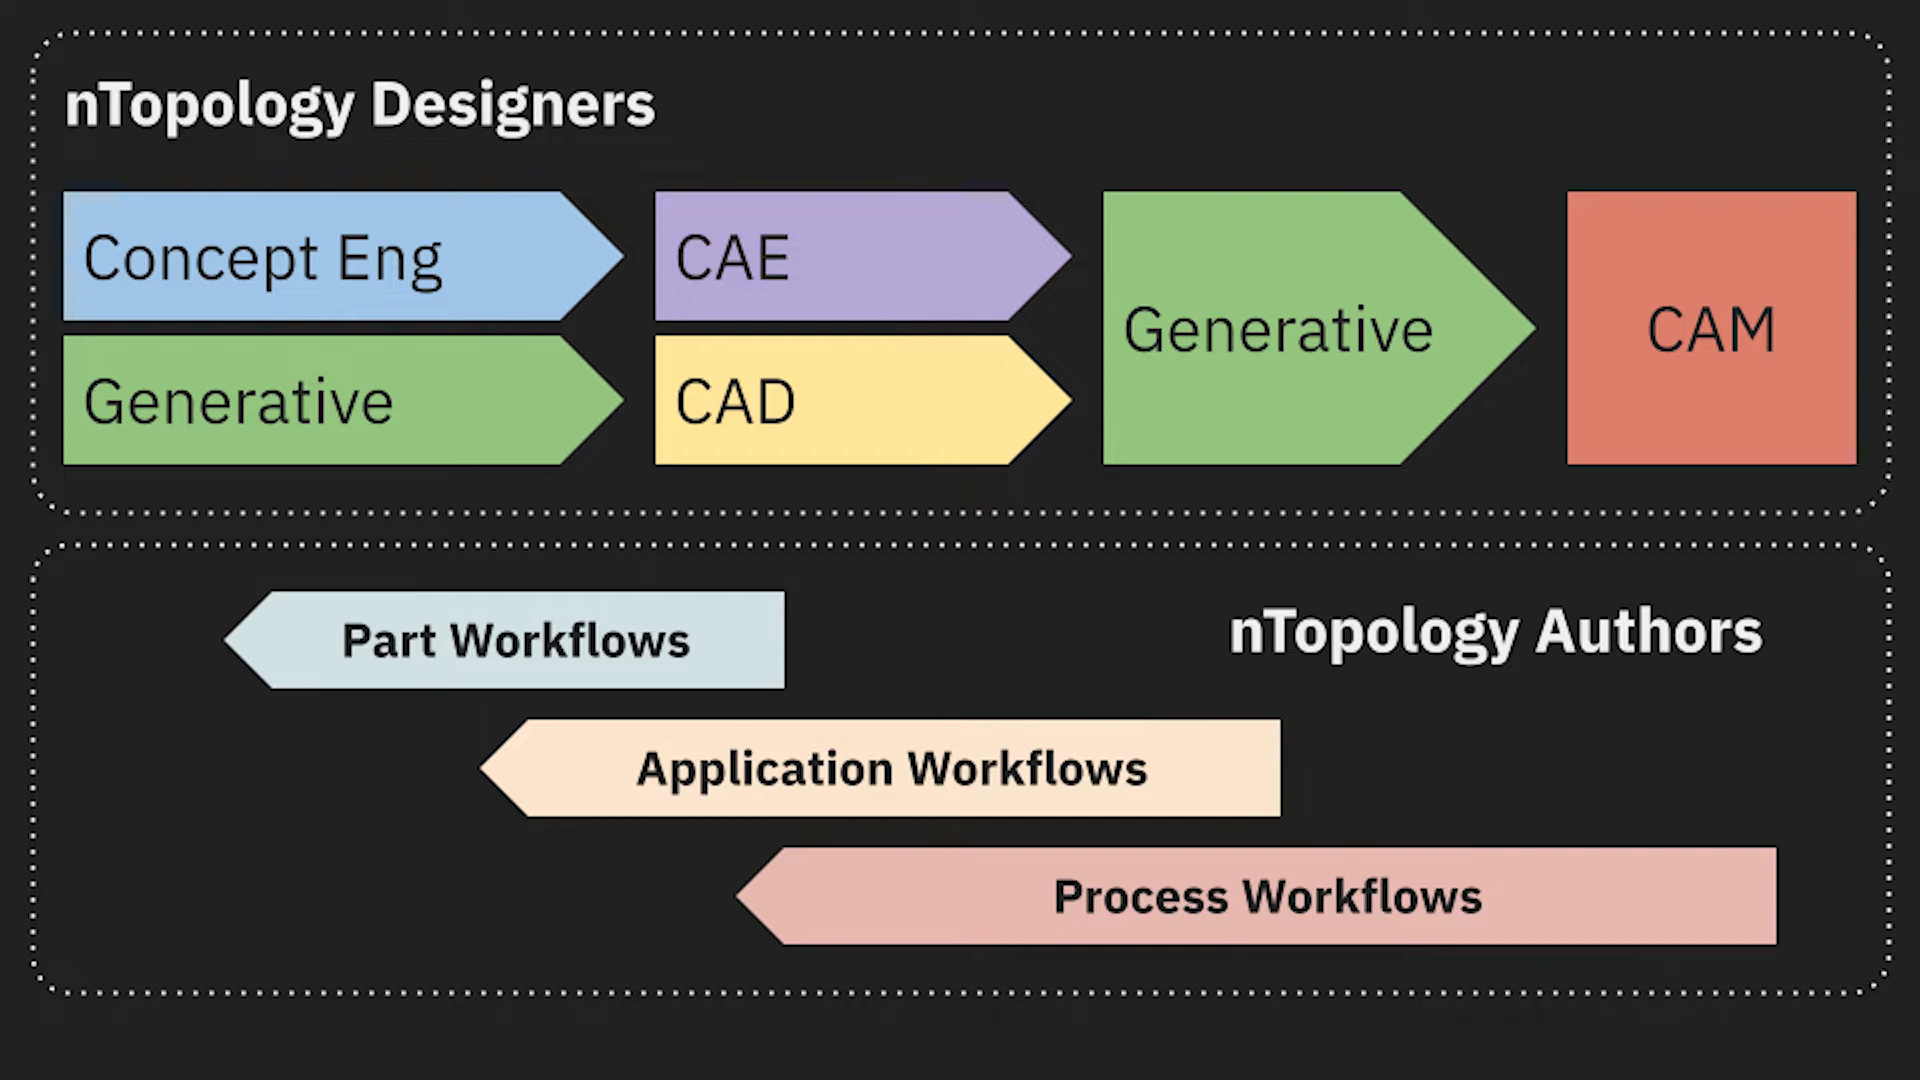 nTopology Designers
Concept Eng
CAE
Generative
CAM
Generative
CAD
Part Workflows
nTopology Authors
Application Workflows
Process Workflows